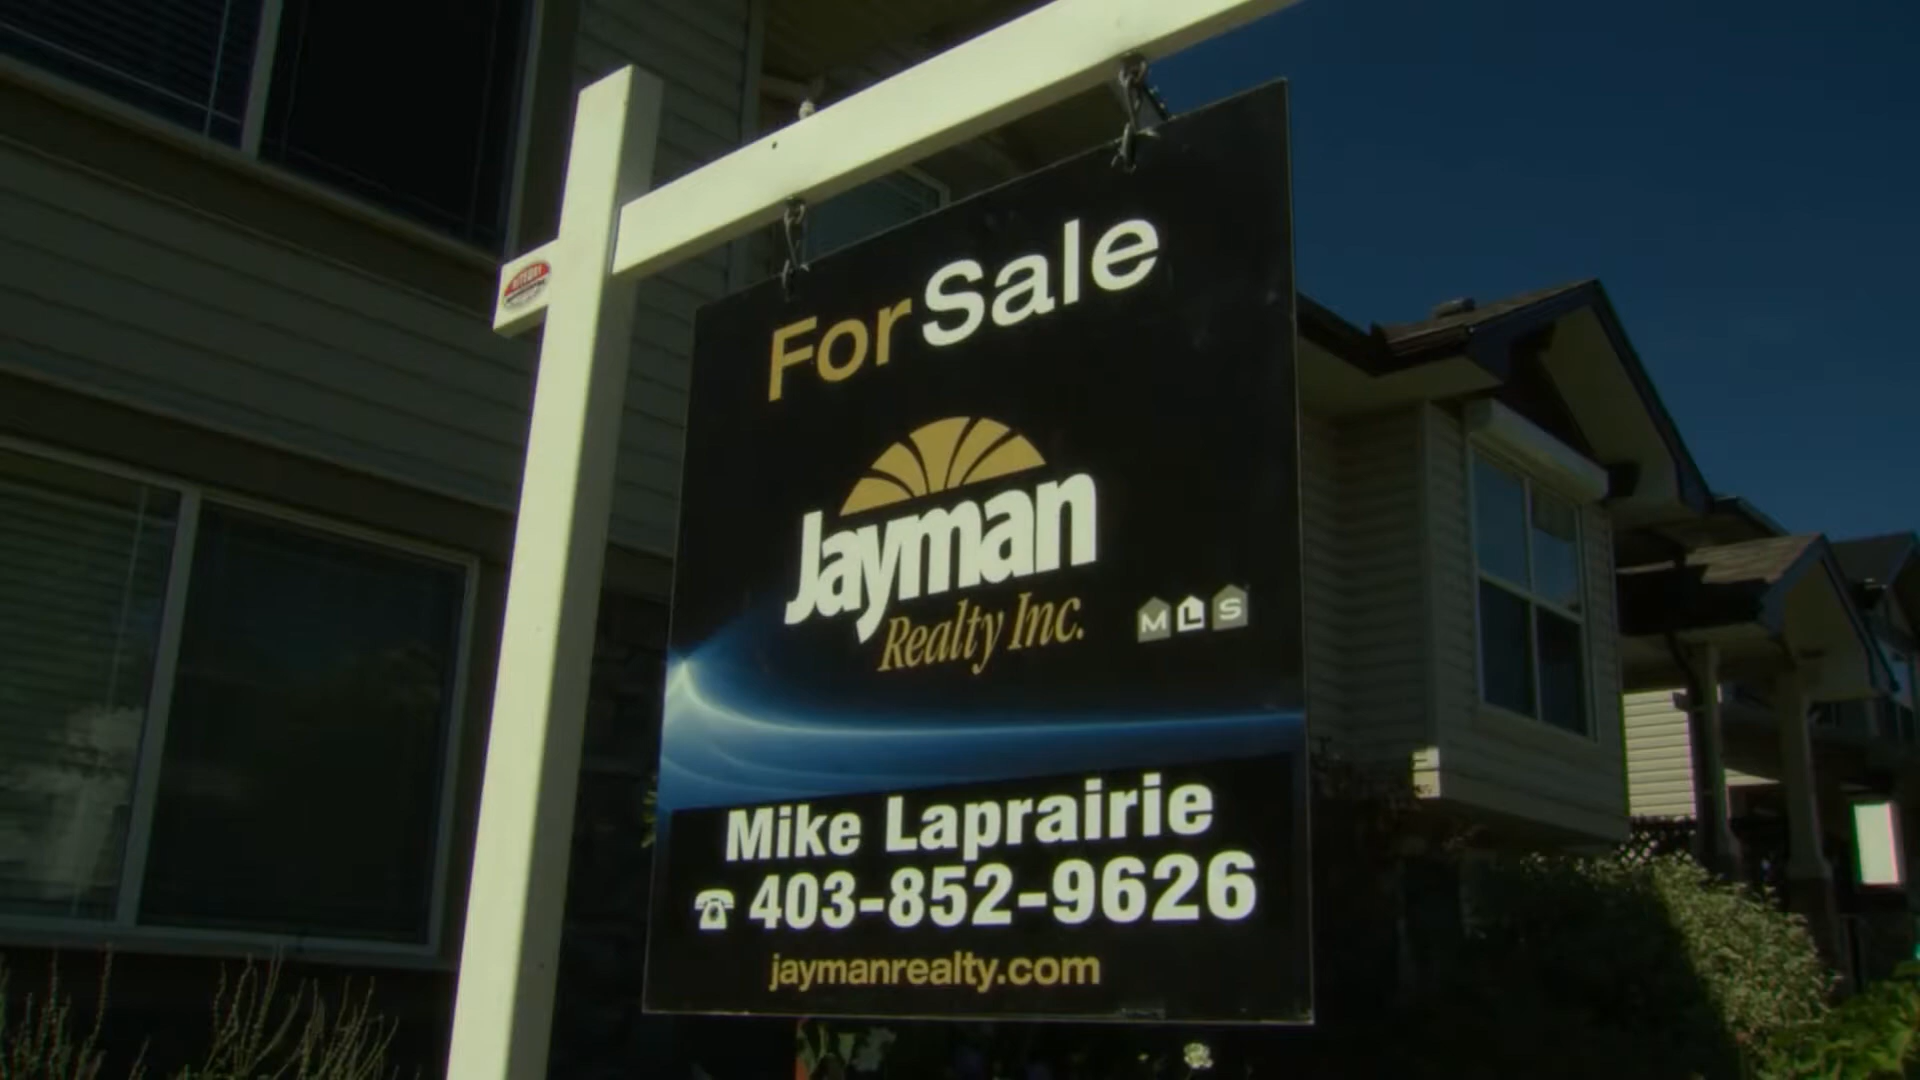 For Sale
Jayman
Realty Inc.
MLS
Mike Laprairie
403-852-9626
jaymanrealty.com